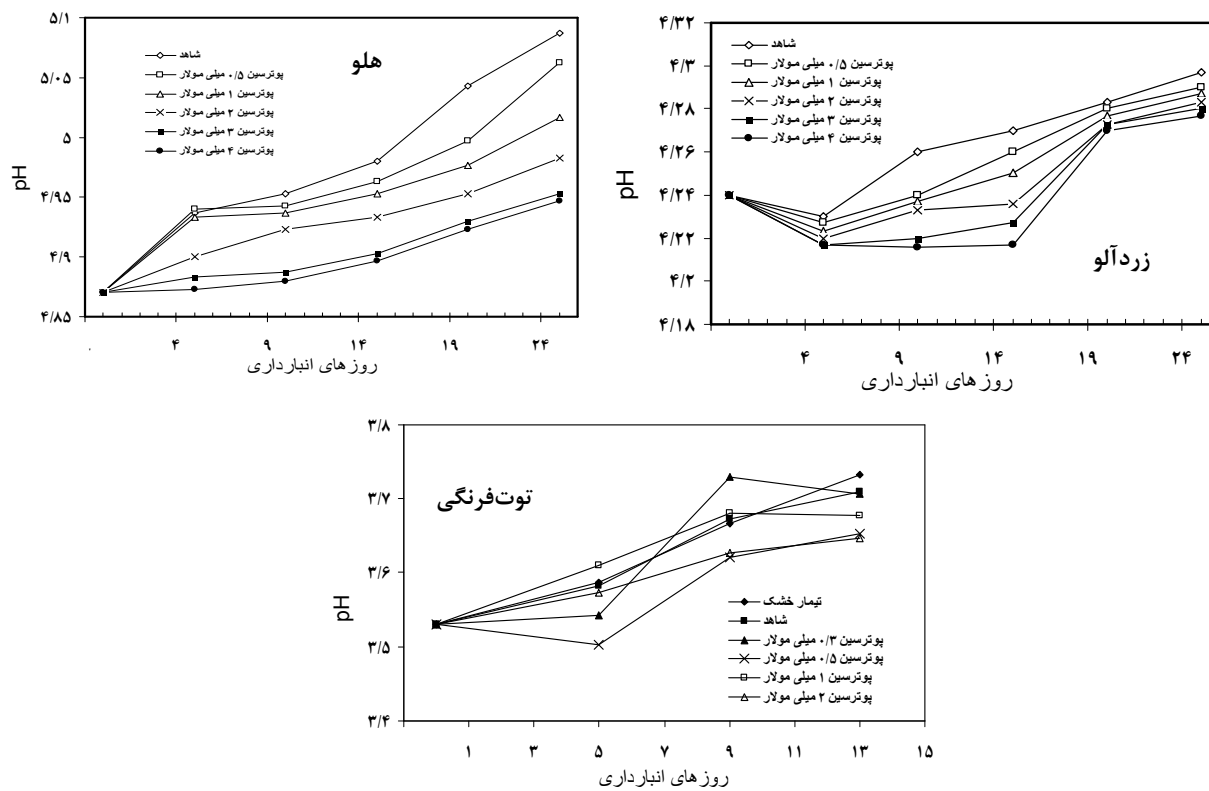 هلو
شاهد
پوترسین ۰/۵ میلی مولار
پوترسین ۱ میلی مولار
پوترسین ۲ میلی مولار
پوترسین ۳ میلی مولار
پوترسین ۴ میلی مولار
pH
۵/۱
۵/۰۵
۵
۴/۹۵
۴/۹
۴/۸۵
۴ ۹ ۱۴ ۱۹ ۲۴
روزهای انبارداری
زردآلو
شاهد
پوترسین ۰/۵ میلی مولار
پوترسین ۱ میلی مولار
پوترسین ۲ میلی مولار
پوترسین ۳ میلی مولار
پوترسین ۴ میلی مولار
pH
۴/۳۲
۴/۳
۴/۲۸
۴/۲۶
۴/۲۴
۴/۲۲
۴/۲
۴/۱۸
۴ ۹ ۱۴ ۱۹ ۲۴
روزهای انبارداری
توت‌فرنگی
تیمار خشک
شاهد
پوترسین ۰/۳ میلی مولار
پوترسین ۰/۵ میلی مولار
پوترسین ۱ میلی مولار
پوترسین ۲ میلی مولار
pH
۳/۸
۳/۷
۳/۶
۳/۵
۳/۴
۱ ۳ ۵ ۷ ۹ ۱۱ ۱۳ ۱۵
روزهای انبارداری